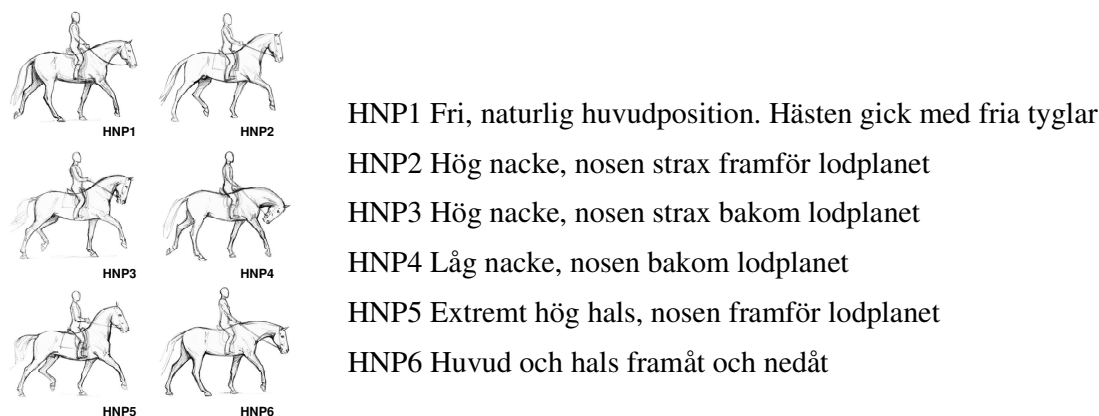 HNP1
HNP2
HNP3
HNP4
HNP5
HNP6
HNP1 Fri, naturlig huvudposition. Hästen gick med fria tyglar
HNP2 Hög nacke, nosen strax framför lodplanet
HNP3 Hög nacke, nosen strax bakom lodplanet
HNP4 Låg nacke, nosen bakom lodplanet
HNP5 Extremt hög hals, nosen framför lodplanet
HNP6 Huvud och hals framåt och nedåt